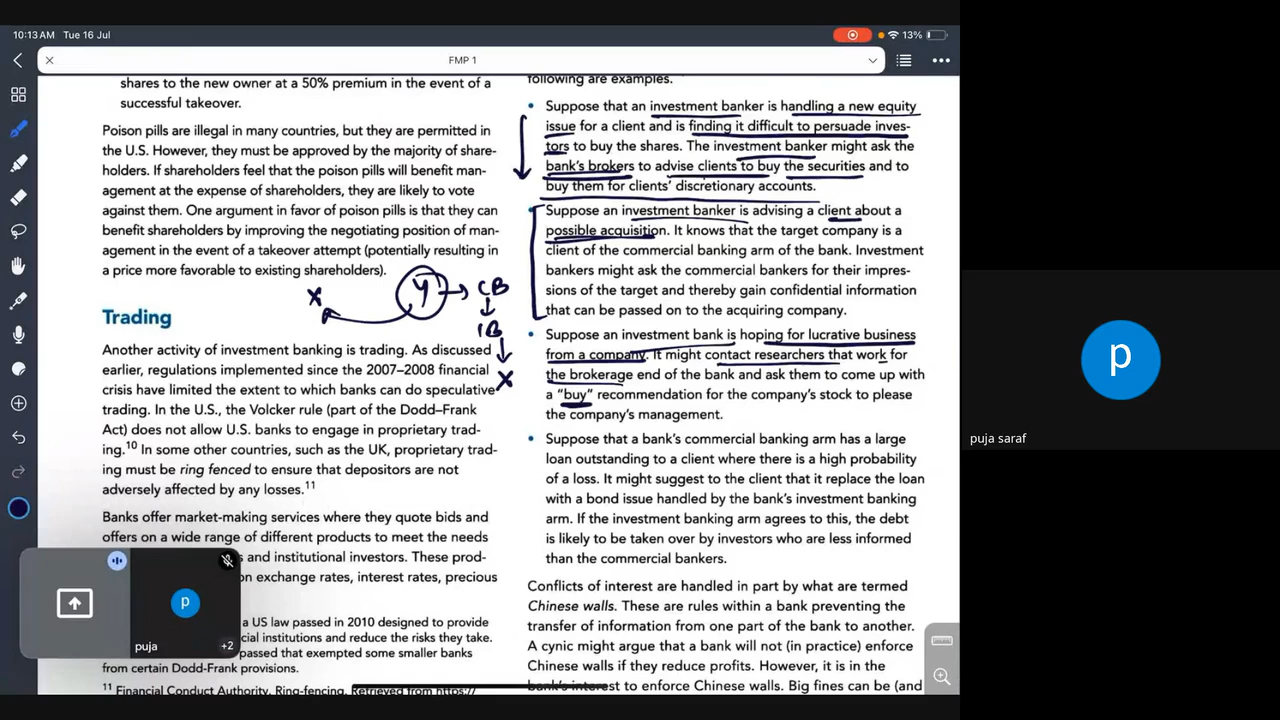 10:13 AM Tue 16 Jul
13%
FMP 1
shares to the new owner at a 50% premium in the event of a
successful takeover.
Poison pills are illegal in many countries, but they are permitted in
the U.S. However, they must be approved by the majority of share-
holders. If shareholders feel that the poison pills will benefit man-
agement at the expense of shareholders, they are likely to vote
against them. One argument in favor of poison pills is that they can
benefit shareholders by improving the negotiating position of man-
agement in the event of a takeover attempt (potentially resulting in
a price more favorable to existing shareholders).
X
Y
CB
IB
X
Trading
Another activity of investment banking is trading. As discussed
earlier, regulations implemented since the 2007–2008 financial
crisis have limited the extent to which banks can do speculative
trading. In the U.S., the Volcker rule (part of the Dodd–Frank
Act) does not allow U.S. banks to engage in proprietary trad-
ing.10 In some other countries, such as the UK, proprietary trad-
ing must be ring fenced to ensure that depositors are not
adversely affected by any losses.11
Banks offer market-making services where they quote bids and
offers on a wide range of different products to meet the needs
s and institutional investors. These prod-
on exchange rates, interest rates, precious
a US law passed in 2010 designed to provide
cial institutions and reduce the risks they take.
passed that exempted some smaller banks
from certain Dodd-Frank provisions.
11 Financial Conduct Authority, Ring-fencing. Retrieved from https://
following are examples.
• Suppose that an investment banker is handling a new equity
issue for a client and is finding it difficult to persuade inves-
tors to buy the shares. The investment banker might ask the
bank's brokers to advise clients to buy the securities and to
buy them for clients' discretionary accounts.
• Suppose an investment banker is advising a client about a
possible acquisition. It knows that the target company is a
client of the commercial banking arm of the bank. Investment
bankers might ask the commercial bankers for their impres-
sions of the target and thereby gain confidential information
that can be passed on to the acquiring company.
• Suppose an investment bank is hoping for lucrative business
from a company. It might contact researchers that work for
the brokerage end of the bank and ask them to come up with
a “buy” recommendation for the company's stock to please
the company's management.
• Suppose that a bank's commercial banking arm has a large
loan outstanding to a client where there is a high probability
of a loss. It might suggest to the client that it replace the loan
with a bond issue handled by the bank's investment banking
arm. If the investment banking arm agrees to this, the debt
is likely to be taken over by investors who are less informed
than the commercial bankers.
Conflicts of interest are handled in part by what are termed
Chinese walls. These are rules within a bank preventing the
transfer of information from one part of the bank to another.
A cynic might argue that a bank will not (in practice) enforce
Chinese walls if they reduce profits. However, it is in the
bank's interest to enforce Chinese walls. Big fines can be (and
p
puja
+2
p
puja saraf